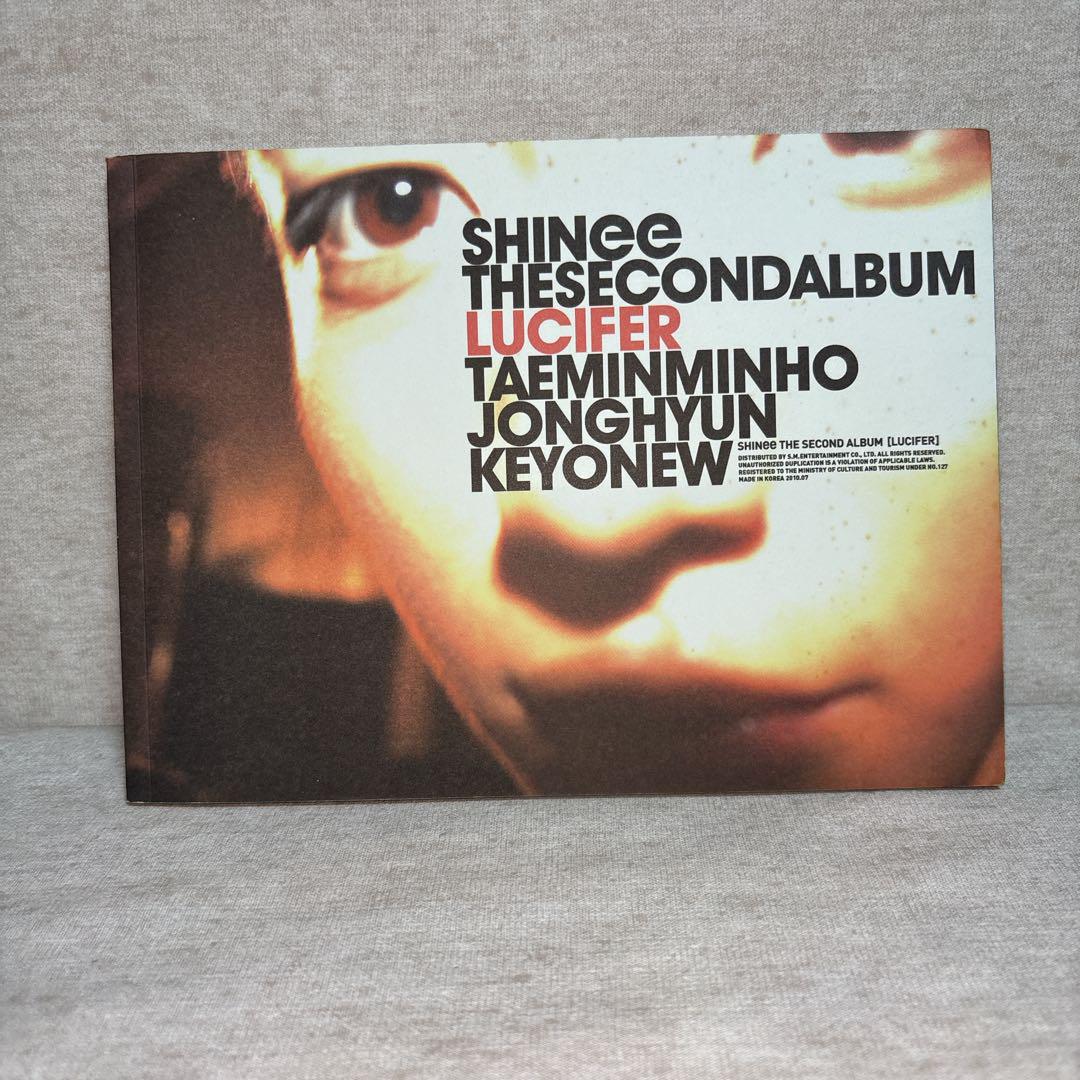 SHINee
THESECONDALBUM
LUCIFER
TAEMINMINHO
JONGHYUN
KEYONEW
SHINee THE SECOND ALBUM [LUCIFER]
DISTRIBUTED BY S.M.ENTERTAINMENT CO., LTD. ALL RIGHTS RESERVED.
UNAUTHORIZED DUPLICATION IS A VIOLATION OF APPLICABLE LAWS.
REGISTERED TO THE MINISTRY OF CULTURE AND TOURISM UNDER NO.127
MADE IN KOREA 2010.07